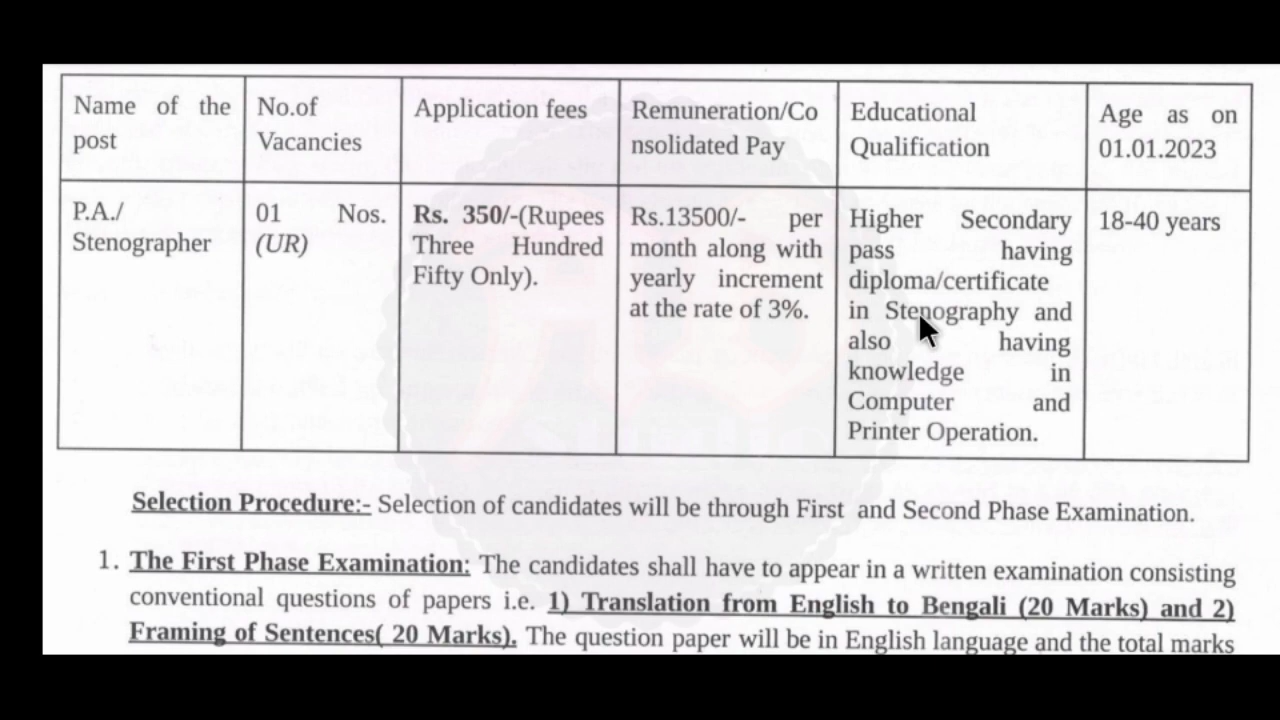 Name of the
post
No.of
Vacancies
Application fees
Remuneration/Co
nsolidated Pay
Educational
Qualification
Age as on
01.01.2023
P.A./
Stenographer
01 Nos.
(UR)
Rs. 350/-(Rupees
Three Hundred
Fifty Only).
Rs.13500/- per
month along with
yearly increment
at the rate of 3%.
Higher Secondary
pass having
diploma/certificate
in Stenography and
also having
knowledge in
Computer and
Printer Operation.
18-40 years
Selection Procedure:- Selection of candidates will be through First and Second Phase Examination.
1. The First Phase Examination: The candidates shall have to appear in a written examination consisting
conventional questions of papers i.e. 1) Translation from English to Bengali (20 Marks) and 2)
Framing of Sentences( 20 Marks). The question paper will be in English language and the total marks